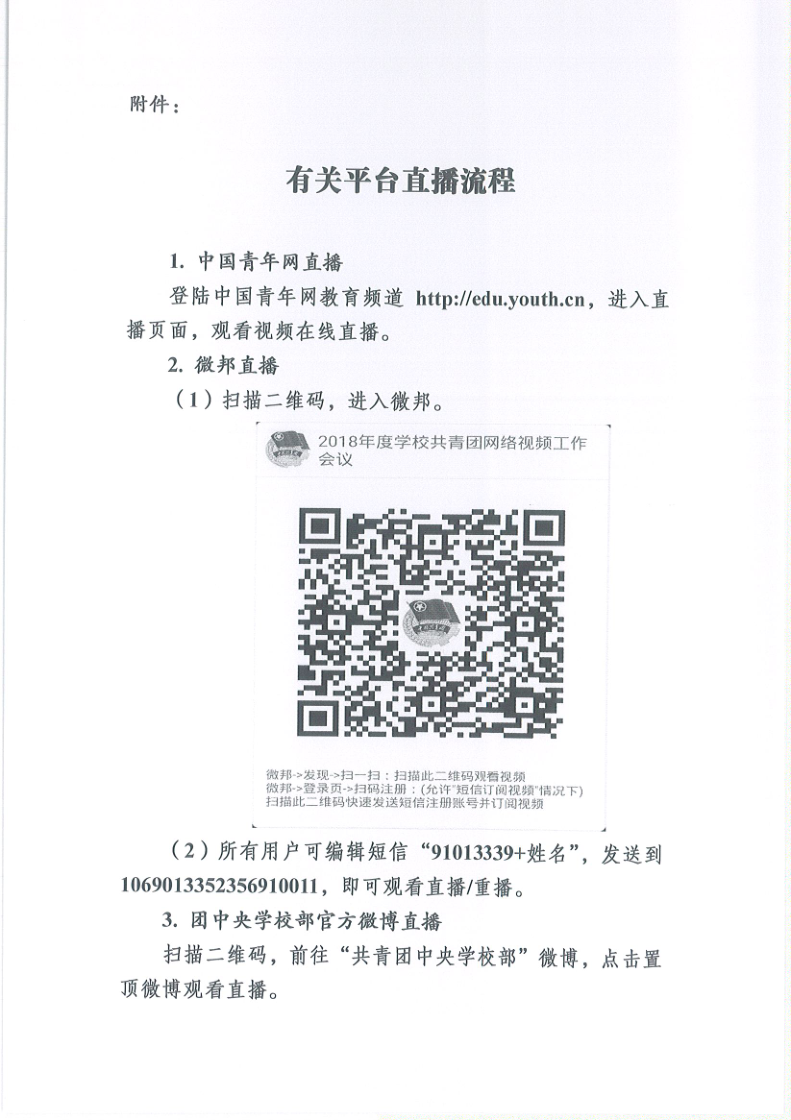 附件：
有关平台直播流程
1. 中国青年网直播
登陆中国青年网教育频道 http://edu.youth.cn，进入直
播页面，观看视频在线直播。
2. 微邦直播
（1）扫描二维码，进入微邦。
2018年度学校共青团网络视频工作
会议
微邦->发现->扫一扫：扫描此二维码观看视频
微邦->登录页->扫码注册：(允许"短信订阅视频"情况下)
扫描此二维码快速发送短信注册账号并订阅视频
（2）所有用户可编辑短信“91013339+姓名”，发送到
1069013352356910011，即可观看直播/重播。
3. 团中央学校部官方微博直播
扫描二维码，前往“共青团中央学校部”微博，点击置
顶微博观看直播。